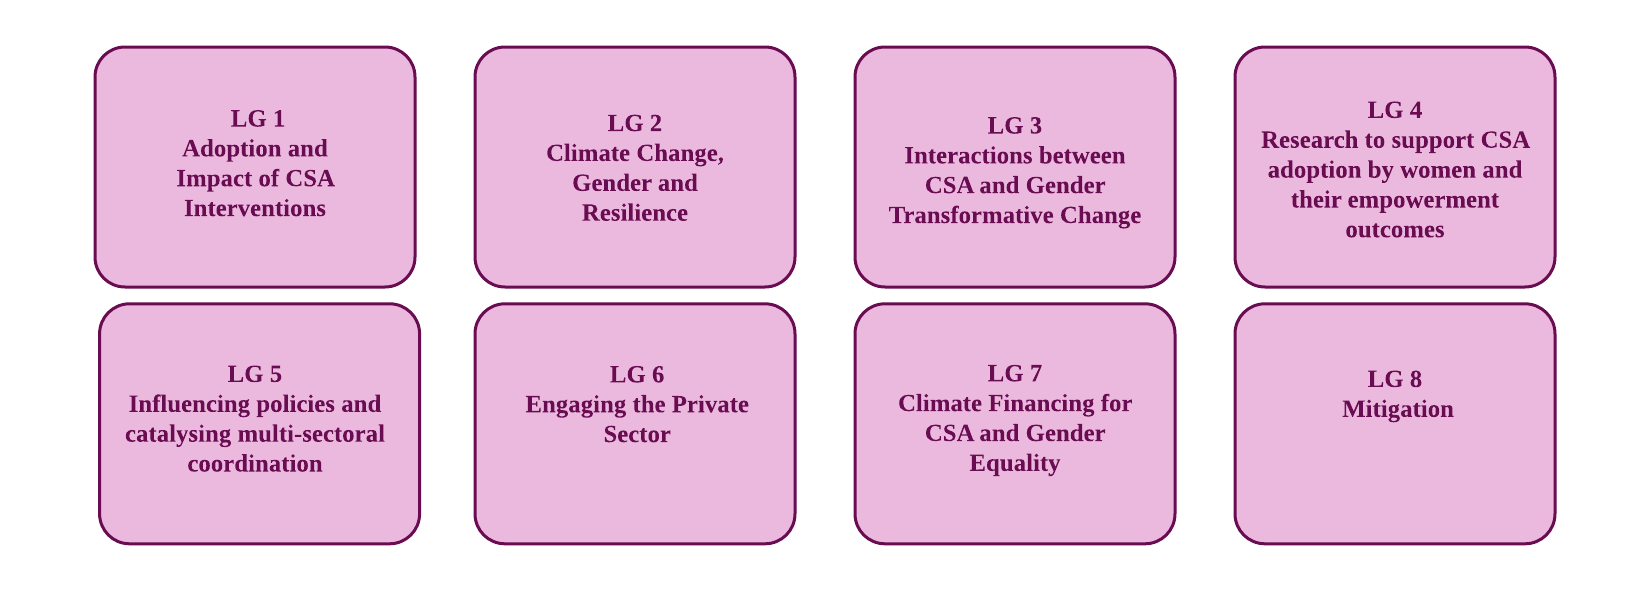 LG 1
Adoption and
Impact of CSA
Interventions
LG 2
Climate Change,
Gender and
Resilience
LG 3
Interactions between
CSA and Gender
Transformative Change
LG 4
Research to support CSA
adoption by women and
their empowerment
outcomes
LG 5
Influencing policies and
catalysing multi-sectoral
coordination
LG 6
Engaging the Private
Sector
LG 7
Climate Financing for
CSA and Gender
Equality
LG 8
Mitigation